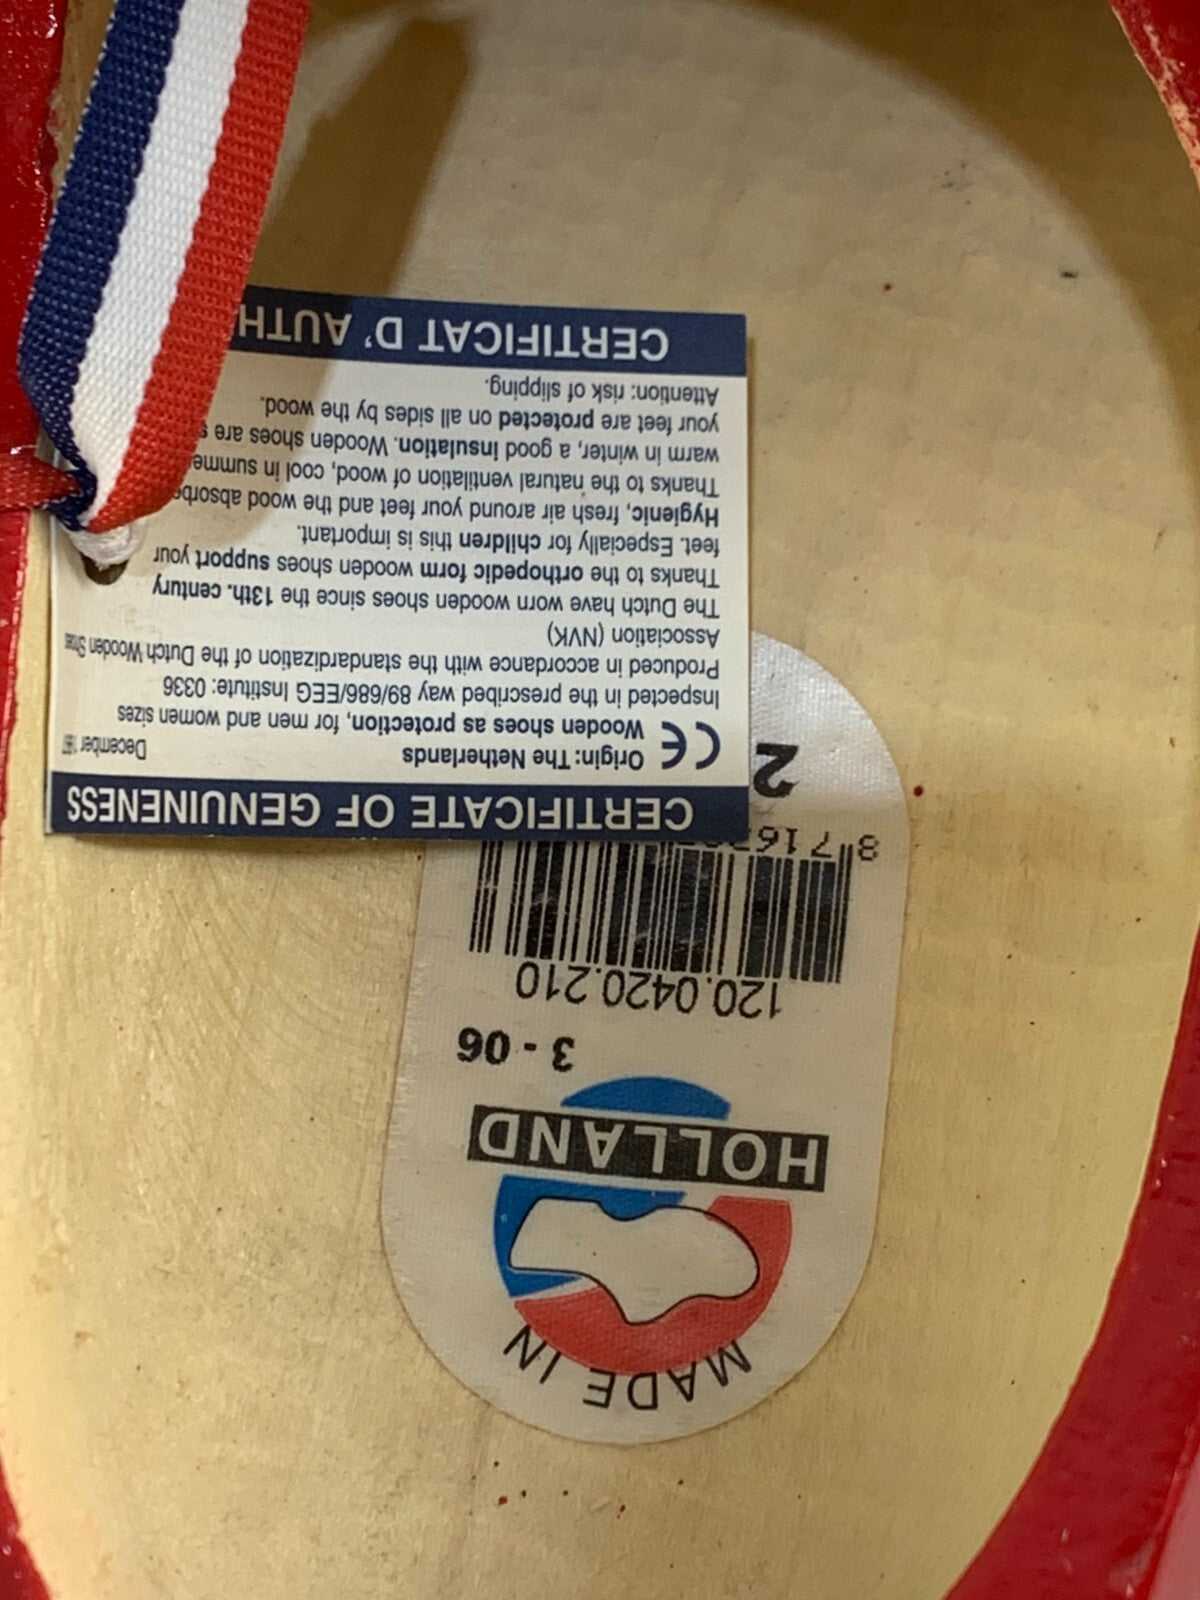 CERTIFICATE OF GENUINENESS
CE
Origin: The Netherlands
December
Wooden shoes as protection, for men and women sizes
Inspected in the prescribed way 89/686/EEG Institute: 0336
Produced in accordance with the standardization of the Dutch Wooden Shoe
Association (NVK)
The Dutch have worn wooden shoes since the 13th. century
Thanks to the orthopedic form wooden shoes support your
feet. Especially for children this is important.
Hygienic, fresh air around your feet and the wood
Thanks to the natural ventilation of wood, cool in
warm in winter, a good insulation. Wooden shoes are
your feet are protected on all sides by the wood.
Attention: risk of slipping.
CERTIFICAT D' AUTH
MADE IN
HOLLAND
3 - 06
120.0420.210
8 716
2